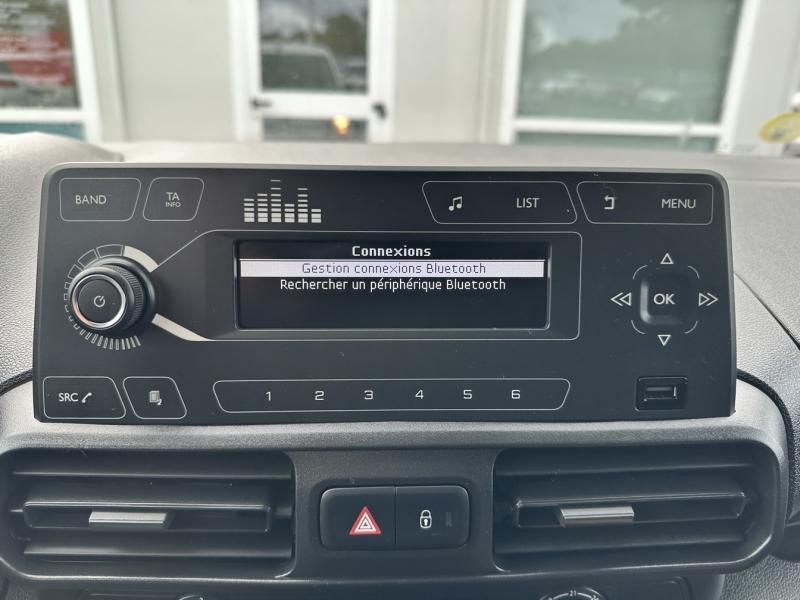 BAND
TA
INFO
LIST
MENU
Connexions
Gestion connexions Bluetooth
Rechercher un périphérique Bluetooth
OK
SRC
1 2 3 4 5 6
21